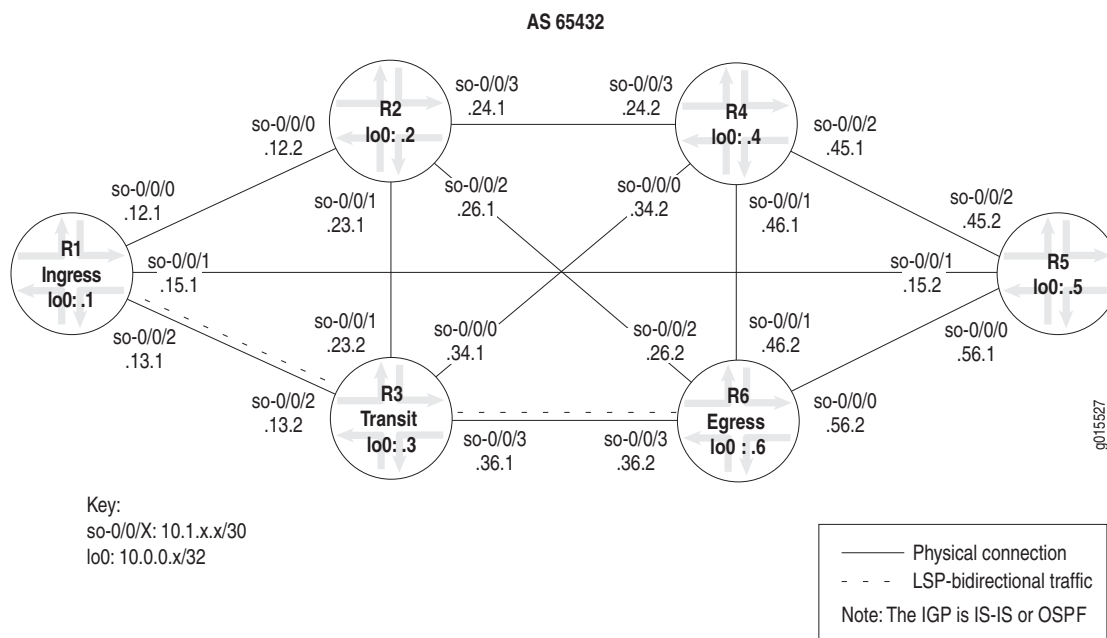 AS 65432
R2
lo0: .2
so-0/0/3
.24.1
so-0/0/3
.24.2
R4
lo0: .4
so-0/0/0
.12.2
so-0/0/2
.45.1
so-0/0/0
.12.1
so-0/0/1
.23.1
so-0/0/2
.26.1
so-0/0/0
.34.2
so-0/0/1
.46.1
so-0/0/2
.45.2
R1
Ingress
lo0: .1
so-0/0/1
.15.1
so-0/0/1
.15.2
R5
lo0: .5
so-0/0/2
.13.1
so-0/0/1
.23.2
so-0/0/0
.34.1
so-0/0/2
.26.2
so-0/0/1
.46.2
so-0/0/0
.56.1
so-0/0/2
.13.2
R3
Transit
lo0: .3
so-0/0/3
.36.1
so-0/0/3
.36.2
R6
Egress
lo0 : .6
so-0/0/0
.56.2
g015527
Key:
so-0/0/X: 10.1.x.x/30
lo0: 10.0.0.x/32
Physical connection
LSP-bidirectional traffic
Note: The IGP is IS-IS or OSPF